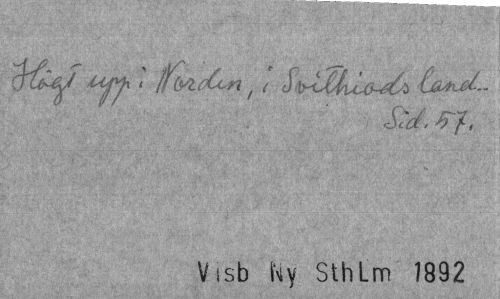 Högt upp i Norden, i Svithiods land..
Sid. 57.
Visb Ny SthLm 1892